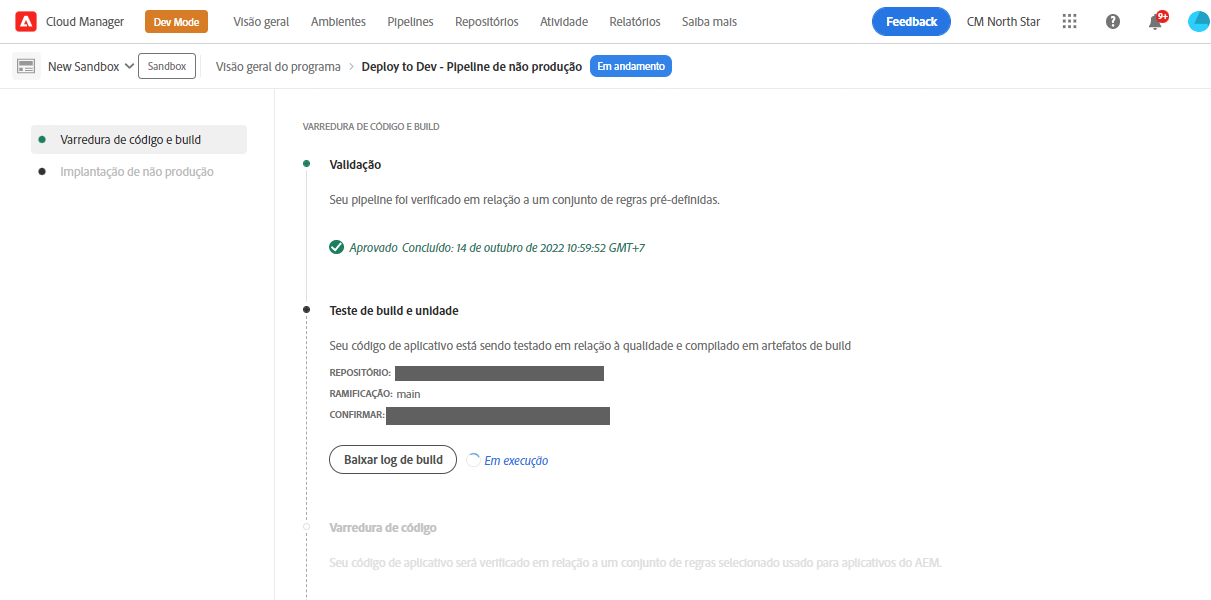 Cloud Manager Dev Mode Visão geral Ambientes Pipelines Repositórios Atividade Relatórios Saiba mais Feedback CM North Star 9+
New Sandbox Sandbox Visão geral do programa > Deploy to Dev - Pipeline de não produção Em andamento
Varredura de código e build
Implantação de não produção
VARREDURA DE CÓDIGO E BUILD
Validação
Seu pipeline foi verificado em relação a um conjunto de regras pré-definidas.
Aprovado Concluído: 14 de outubro de 2022 10:59:52 GMT+7
Teste de build e unidade
Seu código de aplicativo está sendo testado em relação à qualidade e compilado em artefatos de build
REPOSITÓRIO:
RAMIFICAÇÃO: main
CONFIRMAR:
Baixar log de build Em execução
Varredura de código
Seu código de aplicativo será verificado em relação a um conjunto de regras selecionado usado para aplicativos do AEM.